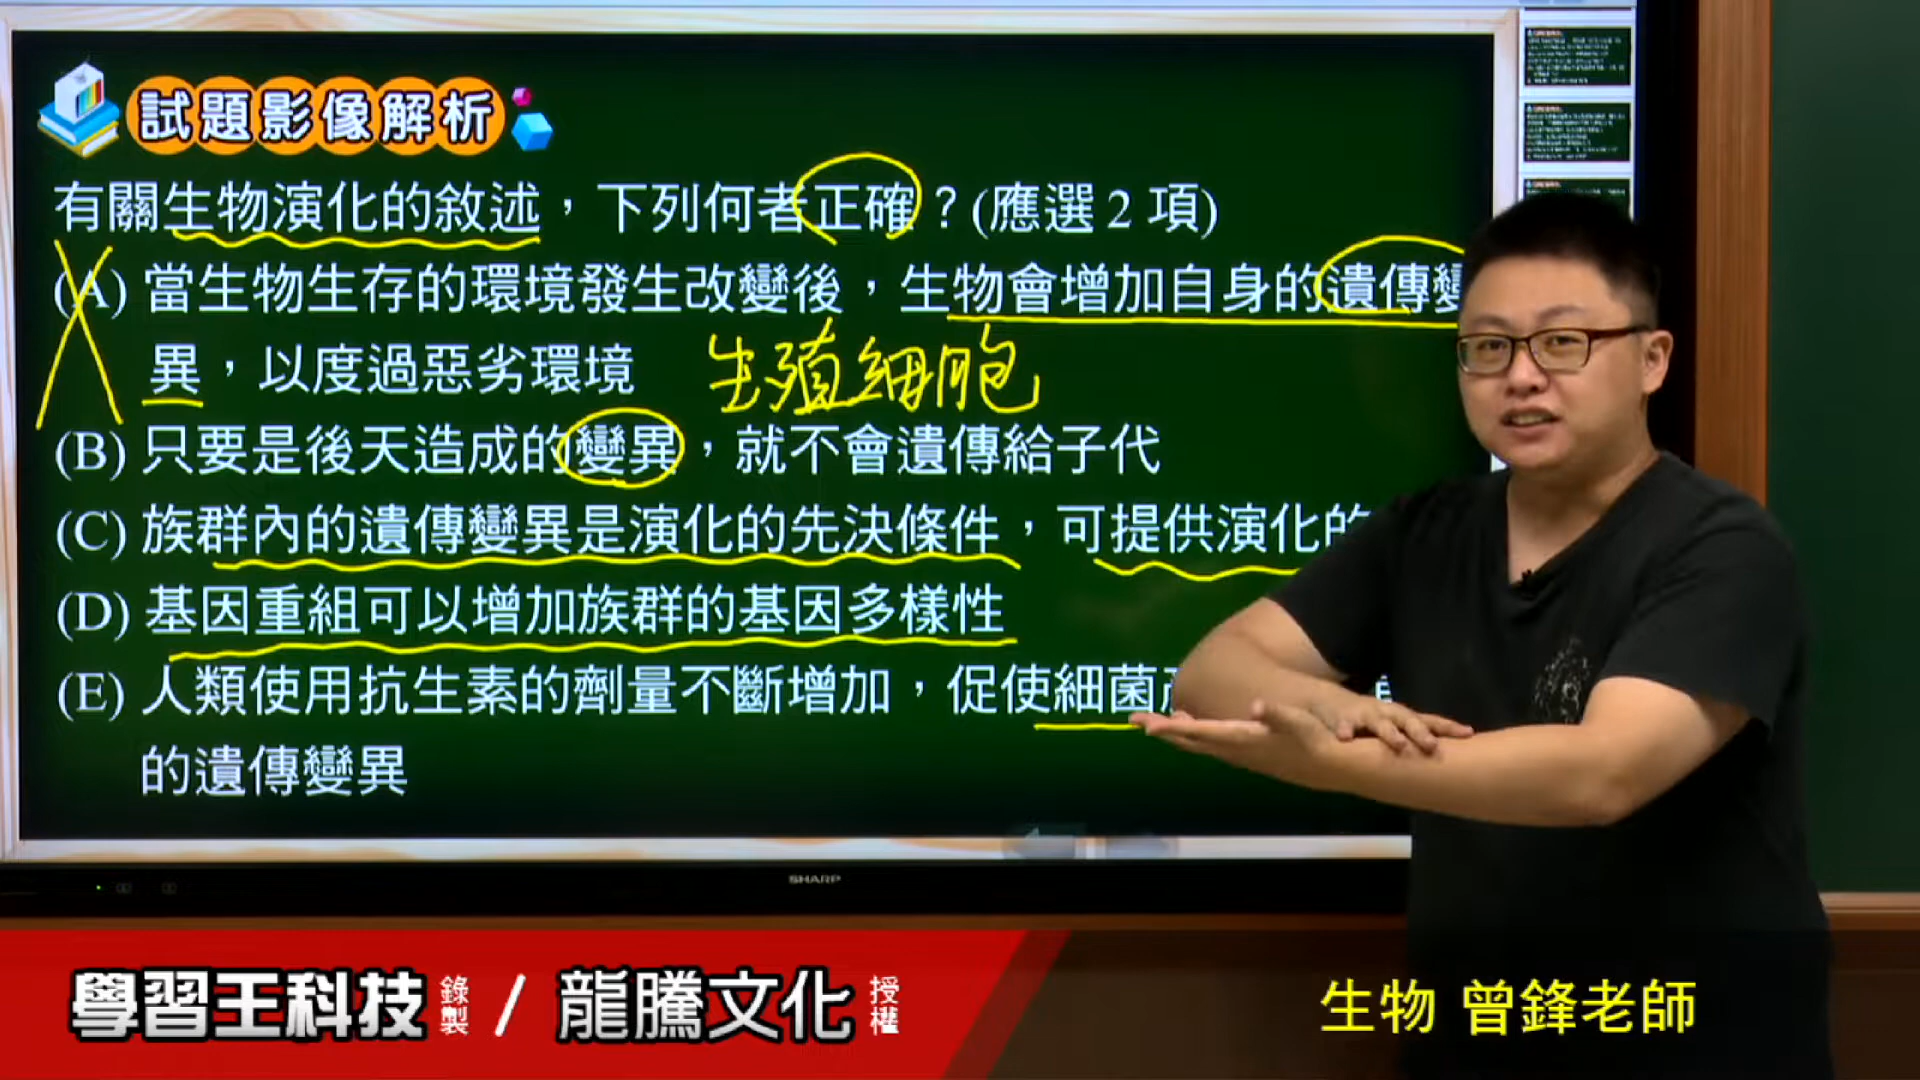 試題影像解析
有關生物演化的敘述，下列何者正確？(應選 2 項)
(A) 當生物生存的環境發生改變後，生物會增加自身的遺傳變
異，以度過惡劣環境
生殖細胞
(B) 只要是後天造成的變異，就不會遺傳給子代
(C) 族群內的遺傳變異是演化的先決條件，可提供演化的
(D) 基因重組可以增加族群的基因多樣性
(E) 人類使用抗生素的劑量不斷增加，促使細菌產
的遺傳變異
SHARP
學習王科技 錄製 / 龍騰文化 授權
生物 曾鋒老師